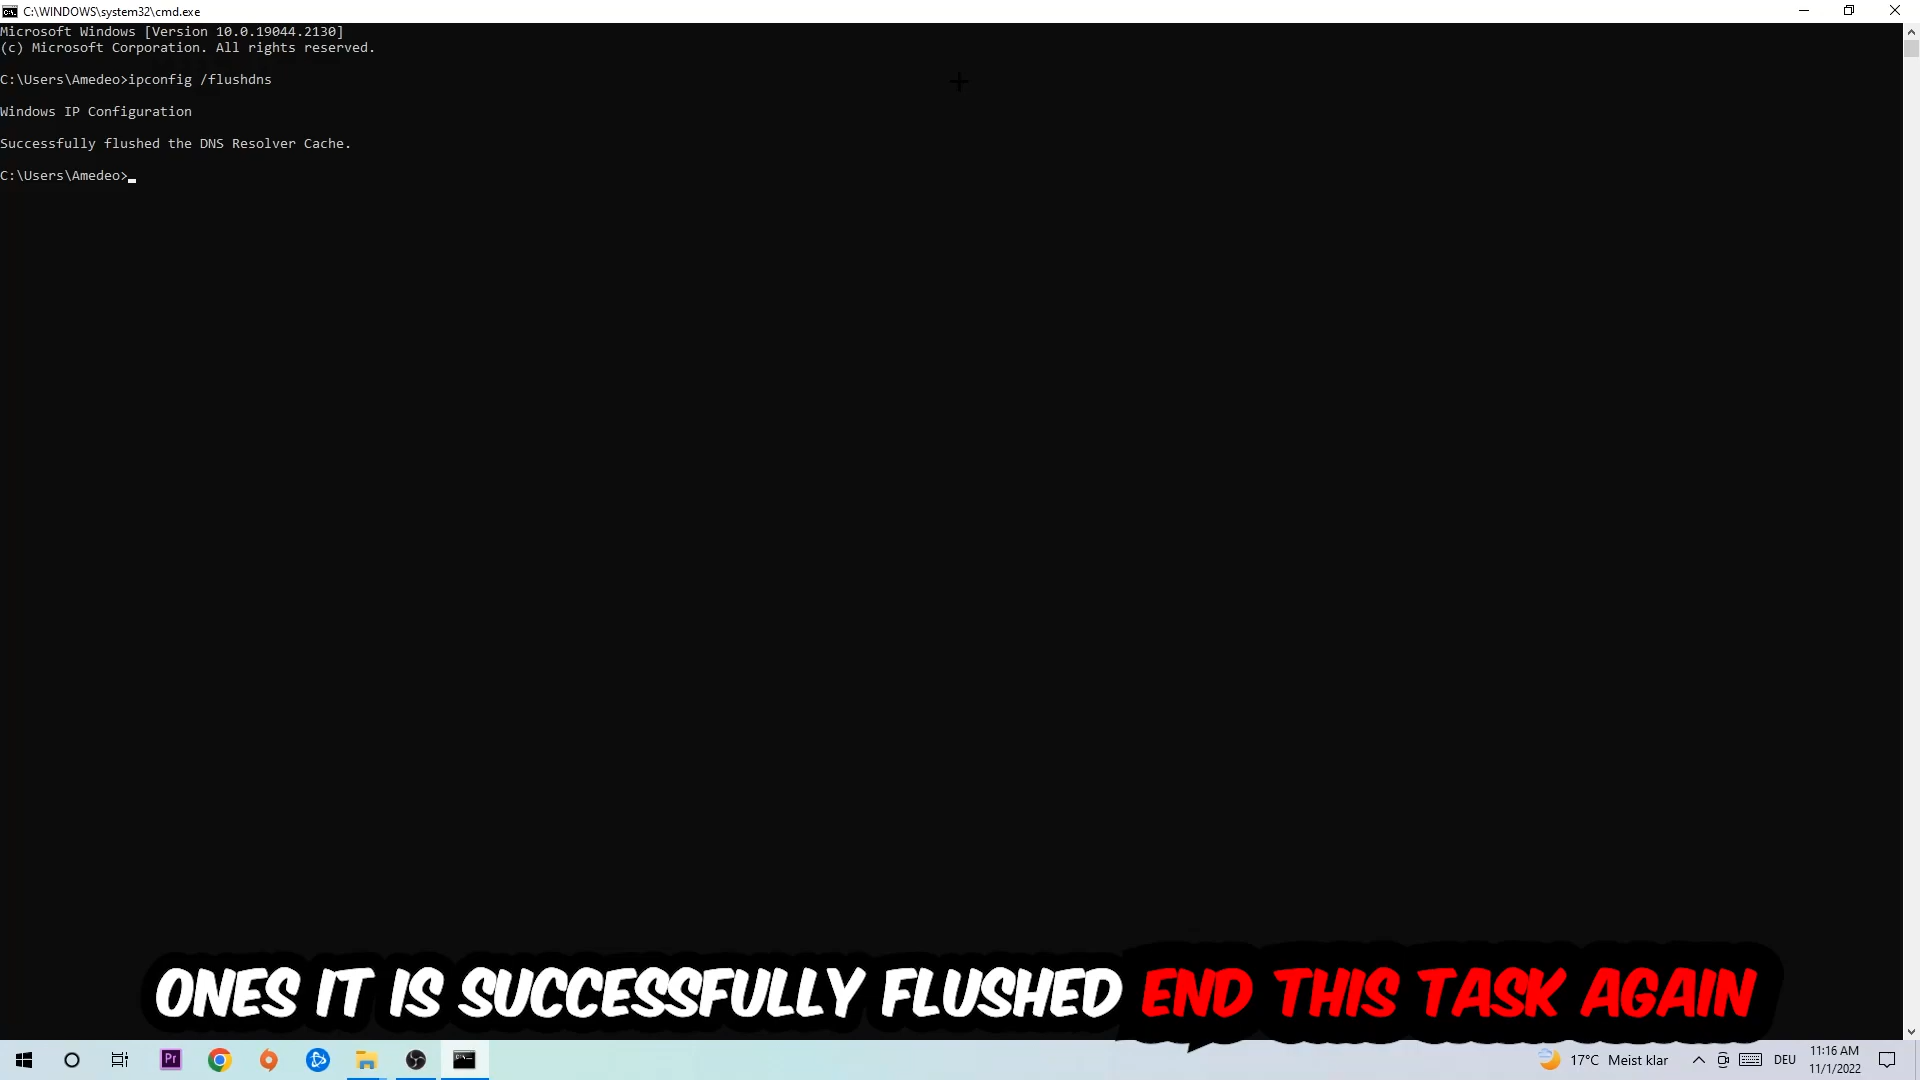 C:\WINDOWS\system32\cmd.exe
Microsoft Windows [Version 10.0.19044.2130]
(c) Microsoft Corporation. All rights reserved.
C:\Users\Amedeo>ipconfig /flushdns
Windows IP Configuration
Successfully flushed the DNS Resolver Cache.
C:\Users\Amedeo>
ONES IT IS SUCCESSFULLY FLUSHED END THIS TASK AGAIN
Pr
17°C Meist klar
DEU
11:16 AM
11/1/2022